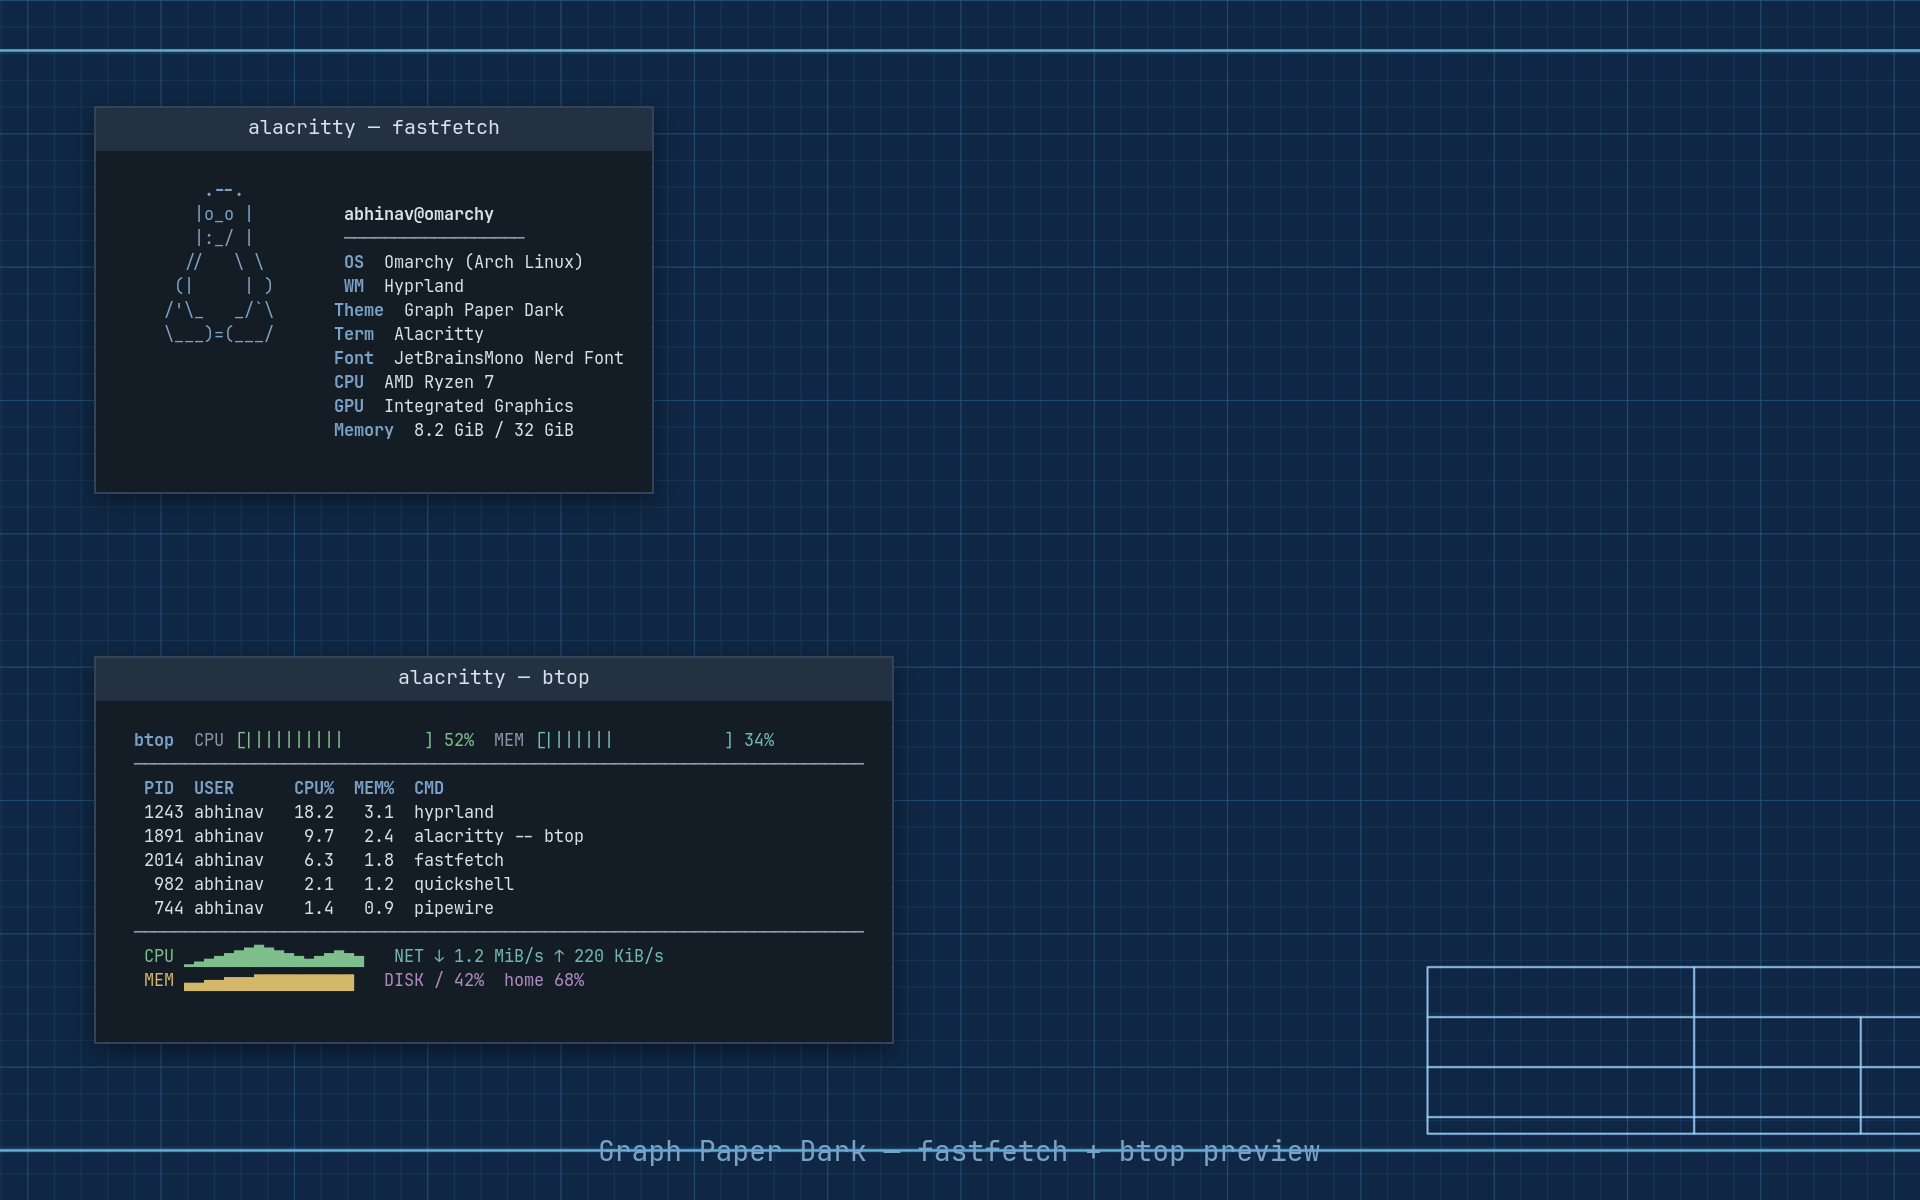 alacritty — fastfetch
abhinav@omarchy
OS  Omarchy (Arch Linux)
WM  Hyprland
Theme  Graph Paper Dark
Term  Alacritty
Font  JetBrainsMono Nerd Font
CPU  AMD Ryzen 7
GPU  Integrated Graphics
Memory  8.2 GiB / 32 GiB
alacritty — btop
btop  CPU [||||||||||        ] 52%  MEM [|||||||           ] 34%
PID  USER      CPU%  MEM%  CMD
1243 abhinav   18.2   3.1  hyprland
1891 abhinav    9.7   2.4  alacritty -- btop
2014 abhinav    6.3   1.8  fastfetch
982 abhinav    2.1   1.2  quickshell
744 abhinav    1.4   0.9  pipewire
CPU   NET ↓ 1.2 MiB/s ↑ 220 KiB/s
MEM   DISK / 42%  home 68%
Graph Paper Dark — fastfetch + btop preview